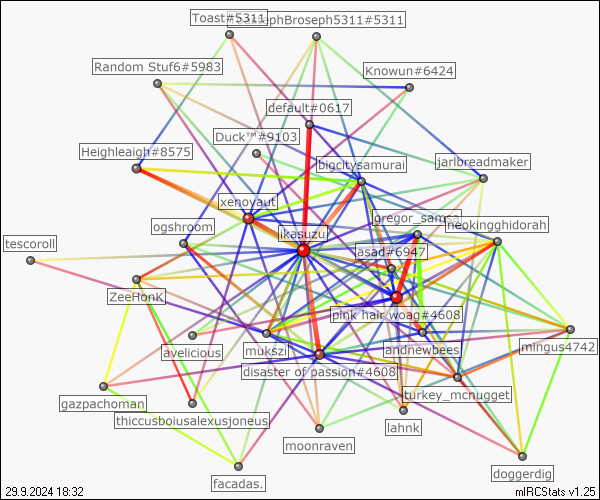 Toast#5311
ephBroseph5311#5311
Random Stuf6#5983
Knowun#6424
default#0617
Duck™#9103
Heighleaigh#8575
bigcitysamurai
jarlbreadmaker
xenovaut
gregor_samsa
ogshroom
ikasuzu
neokingghidorah
tescoroll
asad#6947
ZeeHonK
pink hair woag#4608
avelicious
mukszi
andnewbees
mingus4742
disaster of passion#4608
turkey_mcnugget
gazpachoman
thiccusboiusalexusjoneus
lahnk
moonraven
facadas.
doggerdig
29.9.2024 18:32
mIRCStats v1.25